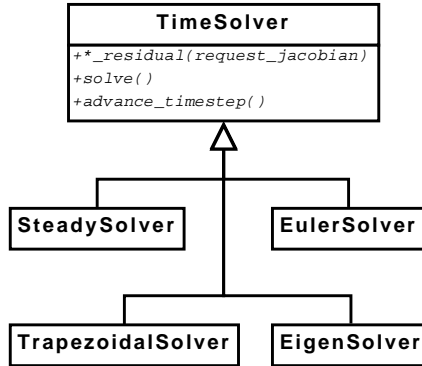 TimeSolver
+*_residual(request_jacobian)
+solve()
+advance_timestep()
SteadySolver
EulerSolver
TrapezoidalSolver
EigenSolver